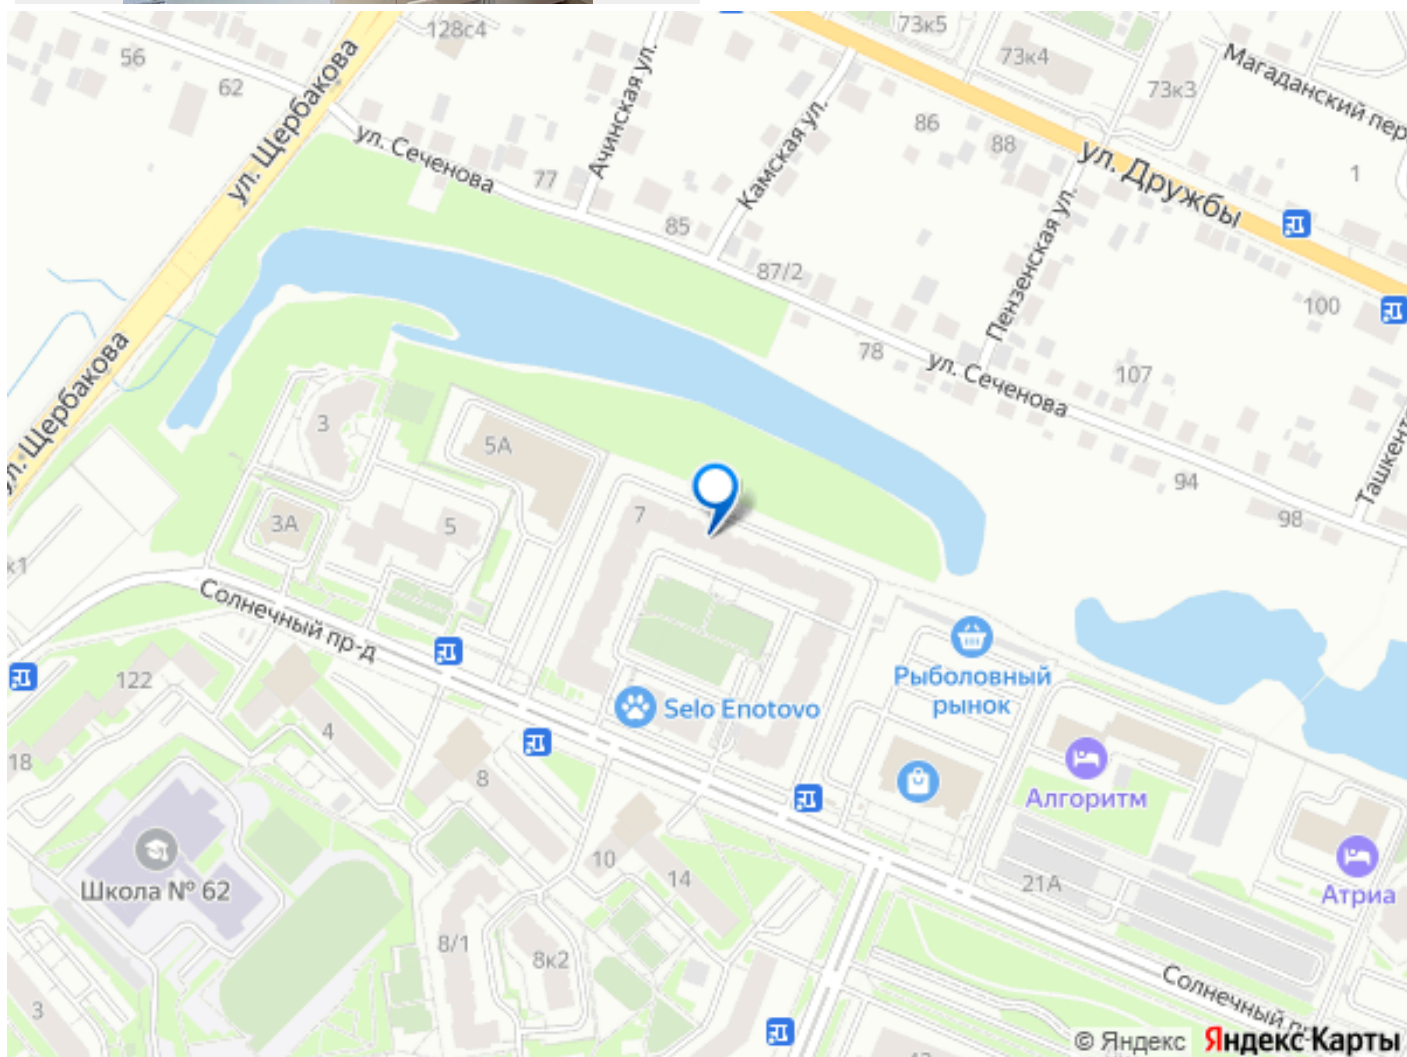 128с4
73к5
56
62
73к4
73к3
Магаданский пер
ул. Щербакова
ул. Сеченова
Ачинская ул.
Камская ул.
86
88
ул. Дружбы
1
77
85
87/2
Пензенская ул.
100
78
ул. Сеченова
107
ул. Щербакова
3
5А
94
98
Ташкент
3А
5
7
к1
Солнечный пр-д
122
Selo Enotovo
Рыболовный
рынок
4
18
8
Алгоритм
Школа № 62
10
14
21А
Атриа
8/1
8к2
3
Солнечный п
© Яндекс
Яндекс Карты